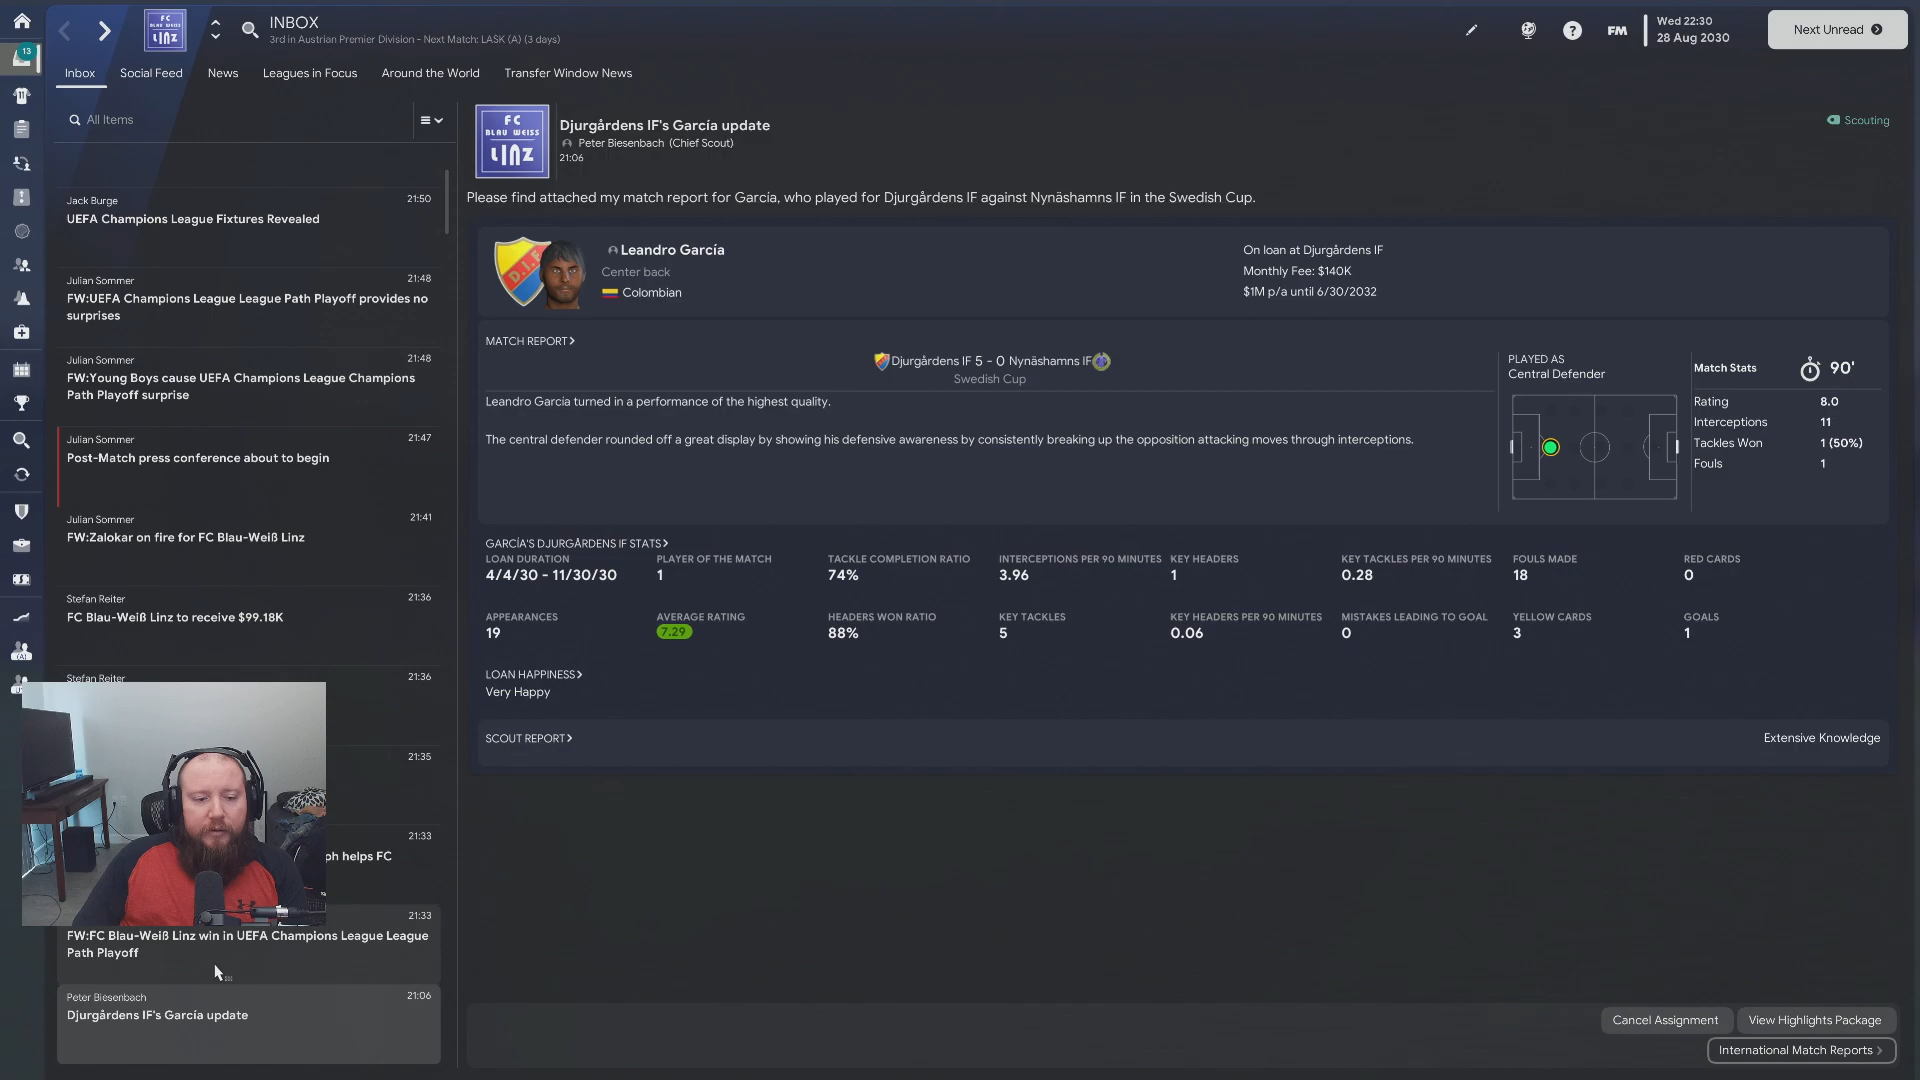 FC
BLAU WEISS
LINZ
INBOX
3rd in Austrian Premier Division - Next Match: LASK (A) (3 days)
FM
Wed 22:30
28 Aug 2030
Next Unread
13
Inbox
Social Feed
News
Leagues in Focus
Around the World
Transfer Window News
All Items
Jack Burge
21:50
UEFA Champions League Fixtures Revealed
Julian Sommer
21:48
FW:UEFA Champions League League Path Playoff provides no
surprises
Julian Sommer
21:48
FW:Young Boys cause UEFA Champions League Champions
Path Playoff surprise
Julian Sommer
21:47
Post-Match press conference about to begin
Julian Sommer
21:41
FW:Zalokar on fire for FC Blau-Weiß Linz
Stefan Reiter
21:36
FC Blau-Weiß Linz to receive $99.18K
Stefan Reiter
21:36
21:35
21:33
ph helps FC
21:33
FW:FC Blau-Weiß Linz win in UEFA Champions League League
Path Playoff
Peter Biesenbach
21:06
Djurgårdens IF's García update
FC
BLAU WEISS
LINZ
Djurgårdens IF's García update
Peter Biesenbach (Chief Scout)
21:06
Scouting
Please find attached my match report for García, who played for Djurgårdens IF against Nynäshamns IF in the Swedish Cup.
D.I.F
Leandro García
Center back
Colombian
On loan at Djurgårdens IF
Monthly Fee: $140K
$1M p/a until 6/30/2032
MATCH REPORT
Djurgårdens IF 5 - 0 Nynäshamns IF
Swedish Cup
Leandro García turned in a performance of the highest quality.
The central defender rounded off a great display by showing his defensive awareness by consistently breaking up the opposition attacking moves through interceptions.
PLAYED AS
Central Defender
Match Stats
90'
Rating
8.0
Interceptions
11
Tackles Won
1 (50%)
Fouls
1
GARCÍA'S DJURGÅRDENS IF STATS
LOAN DURATION
PLAYER OF THE MATCH
TACKLE COMPLETION RATIO
INTERCEPTIONS PER 90 MINUTES
KEY HEADERS
KEY TACKLES PER 90 MINUTES
FOULS MADE
RED CARDS
4/4/30 - 11/30/30
1
74%
3.96
1
0.28
18
0
APPEARANCES
AVERAGE RATING
HEADERS WON RATIO
KEY TACKLES
KEY HEADERS PER 90 MINUTES
MISTAKES LEADING TO GOAL
YELLOW CARDS
GOALS
19
7.29
88%
5
0.06
0
3
1
LOAN HAPPINESS
Very Happy
SCOUT REPORT
Extensive Knowledge
Cancel Assignment
View Highlights Package
International Match Reports